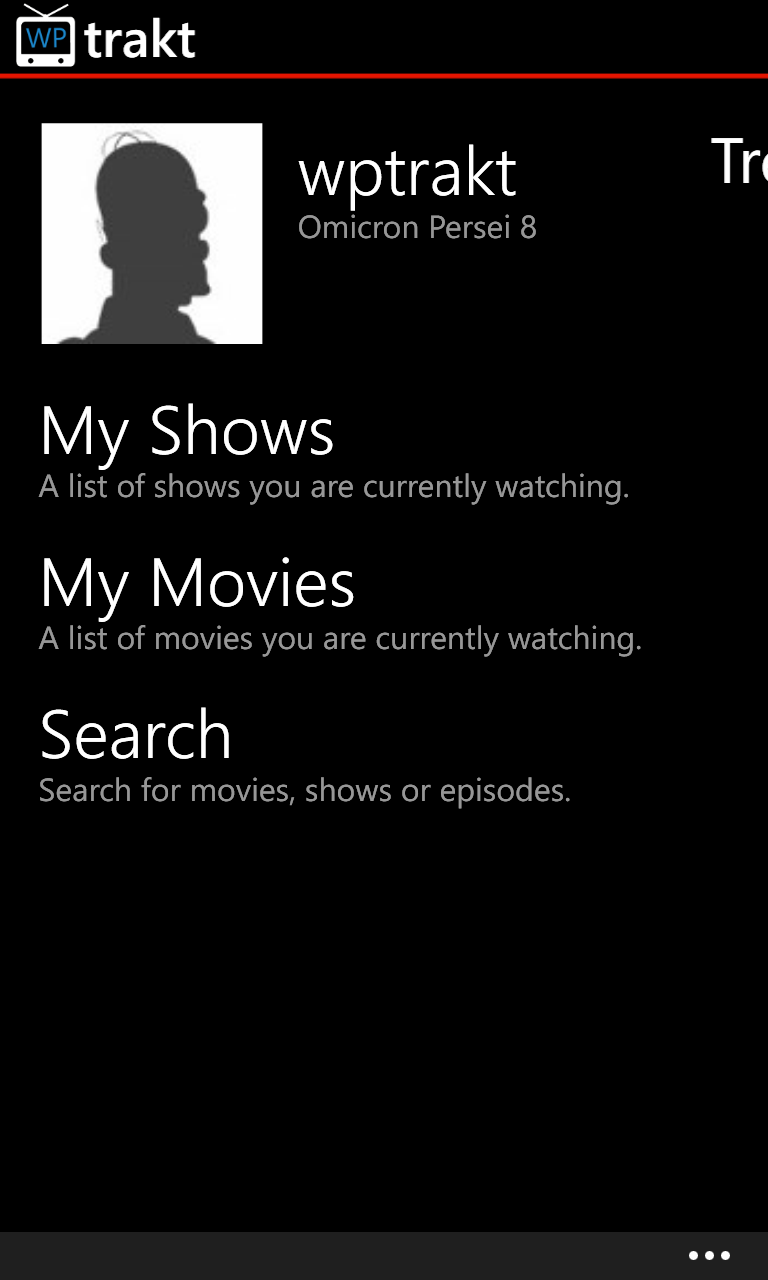 WP trakt
wptrakt
Tre
Omicron Persei 8
My Shows
A list of shows you are currently watching.
My Movies
A list of movies you are currently watching.
Search
Search for movies, shows or episodes.